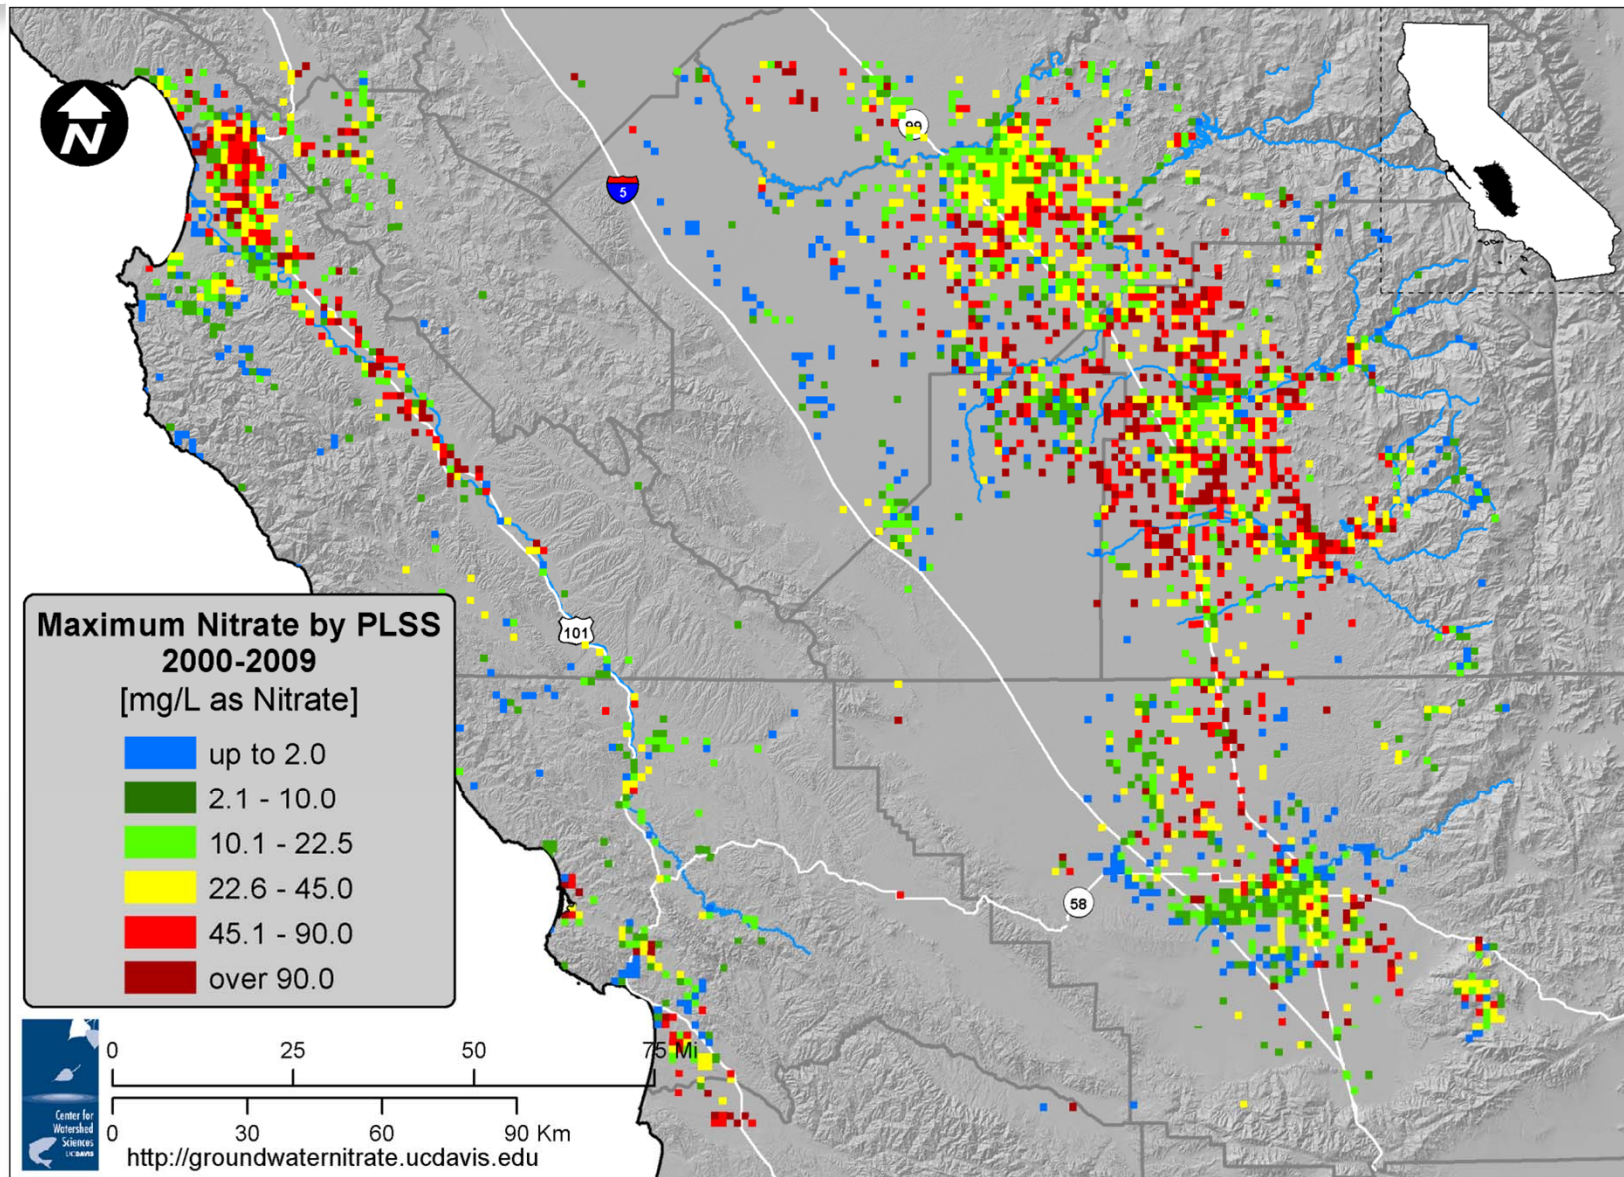 N
99
5
101
58
Maximum Nitrate by PLSS
2000-2009
[mg/L as Nitrate]
up to 2.0
2.1 - 10.0
10.1 - 22.5
22.6 - 45.0
45.1 - 90.0
over 90.0
0 25 50 75 Mi
0 30 60 90 Km
Center for
Watershed
Sciences
UCDAVIS
http://groundwaternitrate.ucdavis.edu